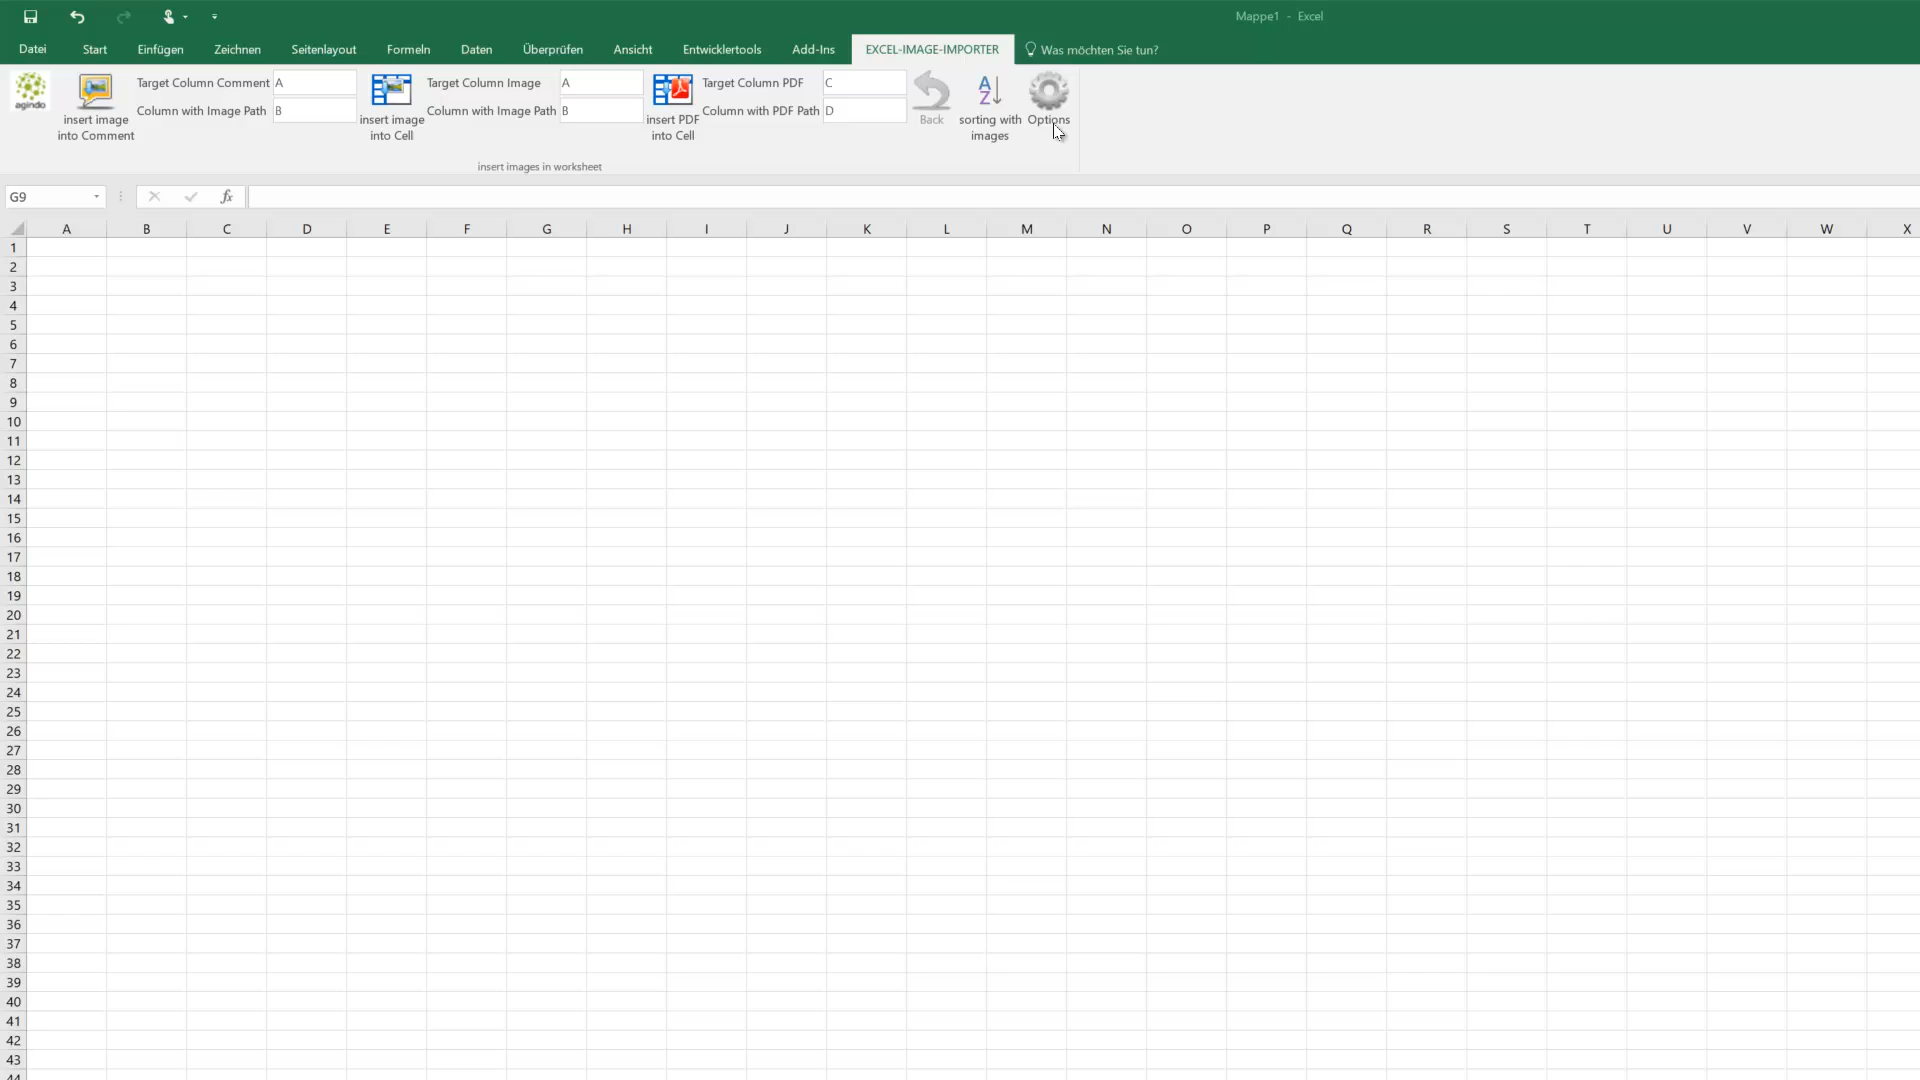 Mappe1 - Excel
Datei Start Einfügen Zeichnen Seitenlayout Formeln Daten Überprüfen Ansicht Entwicklertools Add-Ins EXCEL-IMAGE-IMPORTER Was möchten Sie tun?
agindo
insert image
into Comment
Target Column Comment A
Column with Image Path B
insert image
into Cell
Target Column Image A
Column with Image Path B
insert PDF
into Cell
Target Column PDF C
Column with PDF Path D
Back
sorting with
images
Options
insert images in worksheet
G9 fx
A B C D E F G H I J K L M N O P Q R S T U V W X
1
2
3
4
5
6
7
8
9
10
11
12
13
14
15
16
17
18
19
20
21
22
23
24
25
26
27
28
29
30
31
32
33
34
35
36
37
38
39
40
41
42
43
44